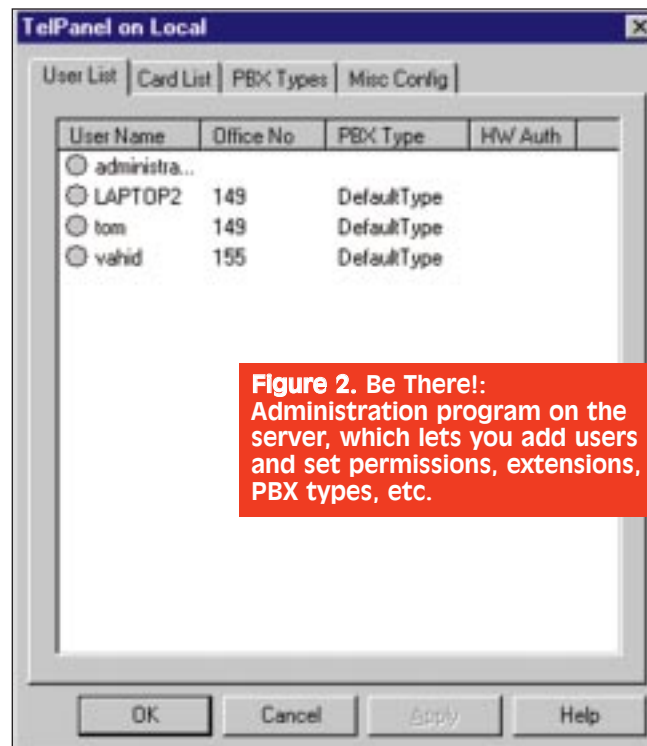 TelPanel on Local
User List Card List PBX Types Misc Config
User Name Office No PBX Type HW Auth
administra...
LAPTOP2 149 DefaultType
tom 149 DefaultType
vahid 155 DefaultType
Figure 2. Be There!:
Administration program on the
server, which lets you add users
and set permissions, extensions,
PBX types, etc.
OK Cancel Apply Help